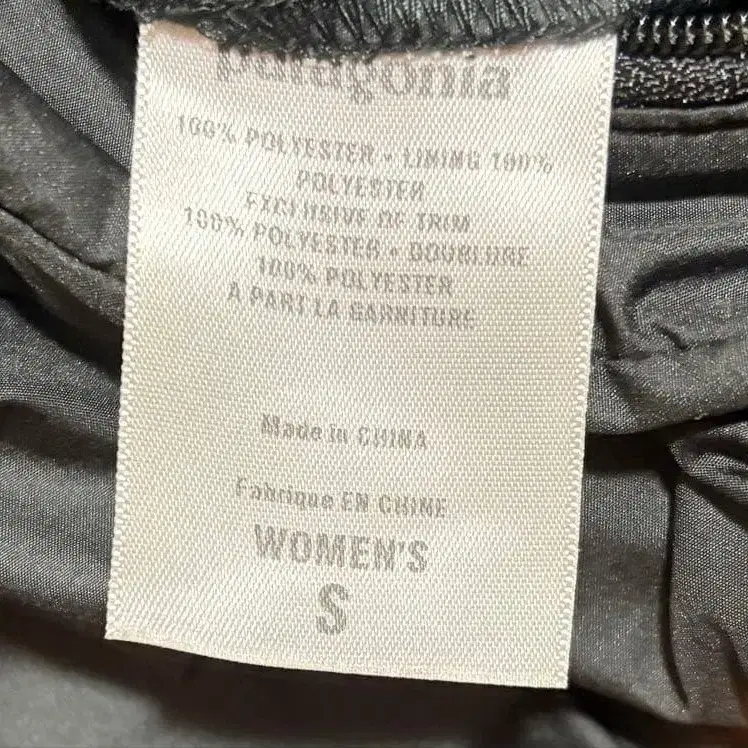 patagonia
100% POLYESTER • LINING 100%
POLYESTER
EXCLUSIVE OF TRIM
100% POLYESTER • DOUBLURE
100% POLYESTER
A PART LA GARNITURE
Made in CHINA
Fabrique EN CHINE
WOMEN'S
S